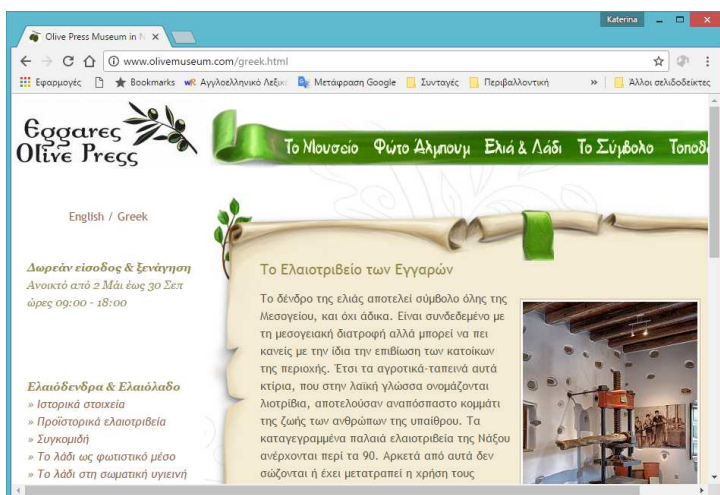 Katerina
Olive Press Museum in N
www.olivemuseum.com/greek.html
Εφαρμογές
Bookmarks
wR Αγγλοελληνικό Λεξικ
Μετάφραση Google
Συνταγές
Περιβαλλοντική
»
Άλλοι σελιδοδείκτες
Eggares
Olive Press
Το Μουσείο Φώτο Άλμπουμ Ελιά & Λάδι Το Σύμβολο Τοποθ
English / Greek
Δωρεάν είσοδος & ξενάγηση
Ανοικτό από 2 Μάι έως 30 Σεπ
ώρες 09:00 - 18:00
Ελαιόδενδρα & Ελαιόλαδο
» Ιστορικά στοιχεία
» Προϊστορικά ελαιοτριβεία
» Συγκομιδή
» Το λάδι ως φωτιστικό μέσο
» Το λάδι στη σωματική υγιεινή
Το Ελαιοτριβείο των Εγγαρών
Το δένδρο της ελιάς αποτελεί σύμβολο όλης της
Μεσογείου, και όχι άδικα. Είναι συνδεδεμένο με
τη μεσογειακή διατροφή αλλά μπορεί να πει
κανείς με την ίδια την επιβίωση των κατοίκων
της περιοχής. Έτσι τα αγροτικά-ταπεινά αυτά
κτίρια, που στην λαϊκή γλώσσα ονομάζονται
λιοτρίβια, αποτελούσαν αναπόσπαστο κομμάτι
της ζωής των ανθρώπων της υπαίθρου. Τα
καταγεγραμμένα παλαιά ελαιοτριβεία της Νάξου
ανέρχονται περί τα 90. Αρκετά από αυτά δεν
σώζονται ή έχει μετατραπεί η χρήση τους